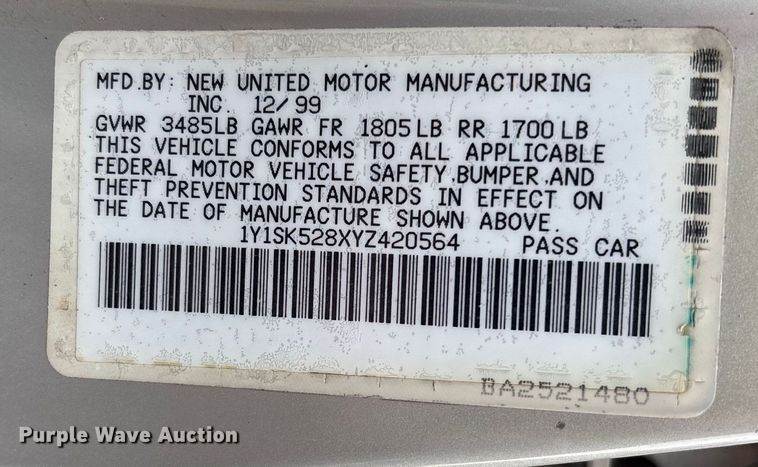 MFD.BY: NEW UNITED MOTOR MANUFACTURING
INC. 12/99
GVWR 3485LB GAWR FR 1805LB RR 1700LB
THIS VEHICLE CONFORMS TO ALL APPLICABLE
FEDERAL MOTOR VEHICLE SAFETY.BUMPER.AND
THEFT PREVENTION STANDARDS IN EFFECT ON
THE DATE OF MANUFACTURE SHOWN ABOVE.
1Y1SK528XYZ420564 PASS CAR
BA2521480
Purple Wave Auction